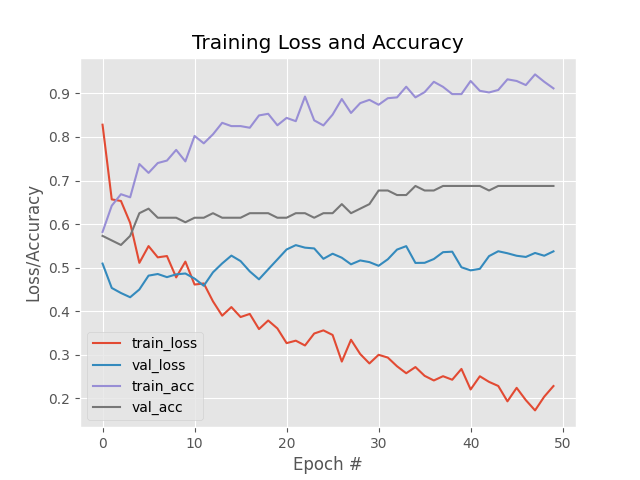 Training Loss and Accuracy
Loss/Accuracy
0.9
0.8
0.7
0.6
0.5
0.4
0.3
0.2
train_loss
val_loss
train_acc
val_acc
0 10 20 30 40 50
Epoch #